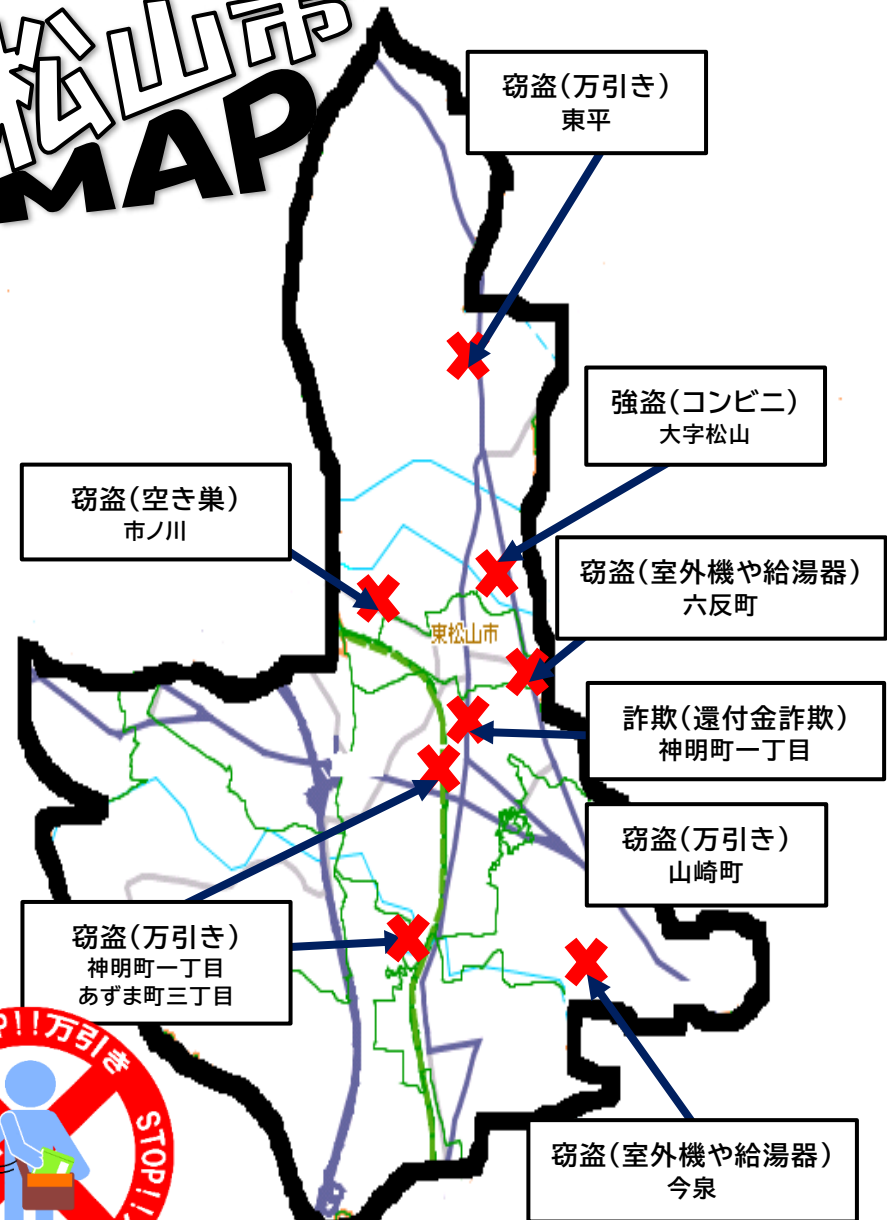 松山市
MAP
窃盗(万引き)
東平
強盗(コンビニ)
大字松山
窃盗(空き巣)
市ノ川
窃盗(室外機や給湯器)
六反町
東松山市
詐欺(還付金詐欺)
神明町一丁目
窃盗(万引き)
山崎町
窃盗(万引き)
神明町一丁目
あずま町三丁目
P!!万引き
STOP!!
窃盗(室外機や給湯器)
今泉